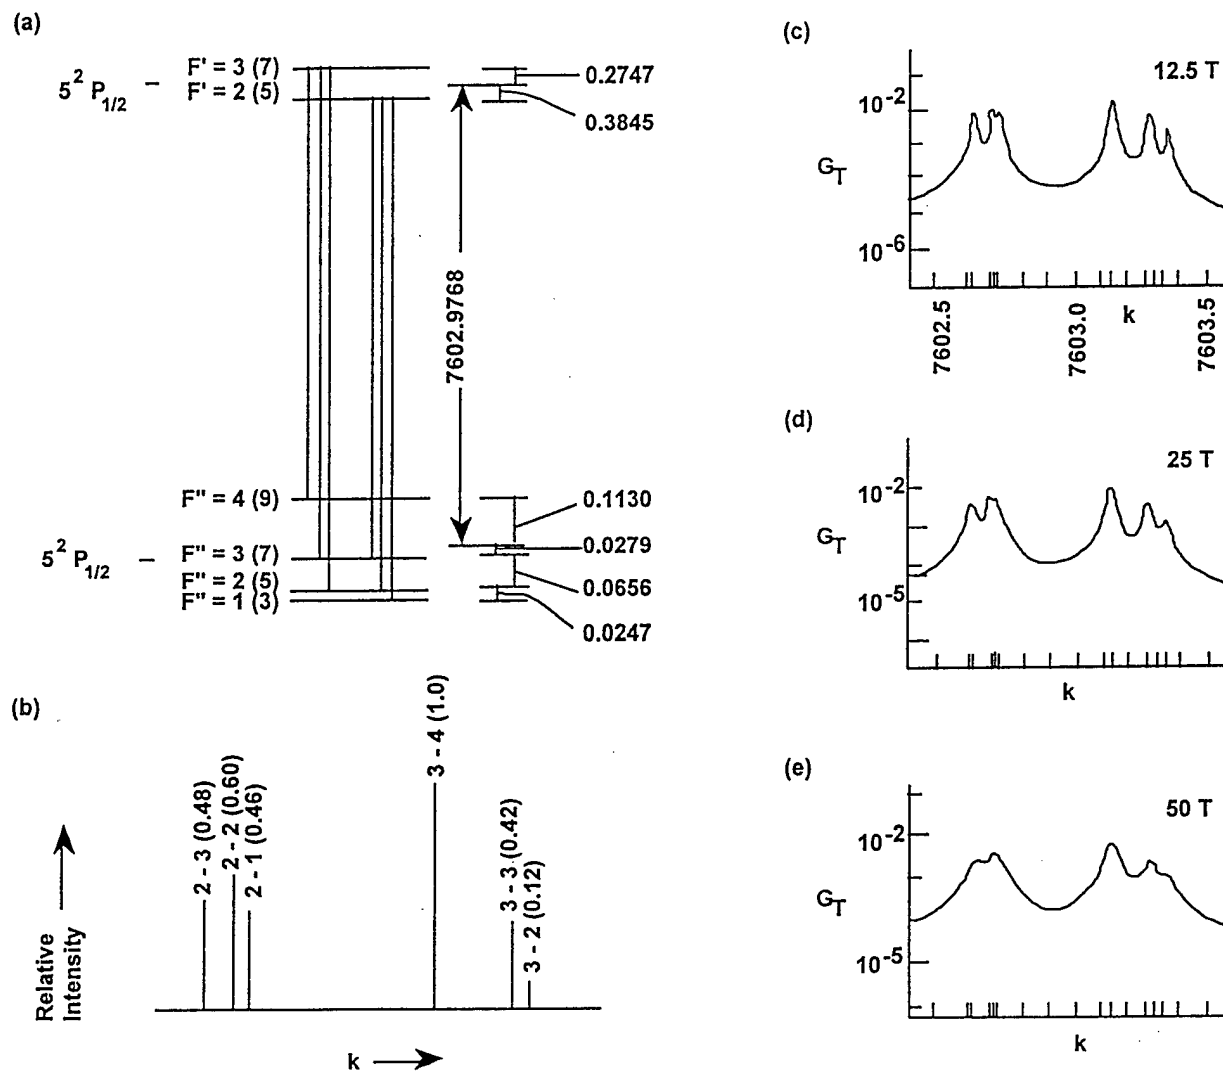 (a)
5² P1/2 –
F' = 3 (7)
F' = 2 (5)
0.2747
0.3845
7602.9768
F" = 4 (9)
5² P1/2 –
F" = 3 (7)
F" = 2 (5)
F" = 1 (3)
0.1130
0.0279
0.0656
0.0247
(b)
Relative
Intensity
2 - 3 (0.48)
2 - 2 (0.60)
2 - 1 (0.46)
3 - 4 (1.0)
3 - 3 (0.42)
3 - 2 (0.12)
k
(c)
12.5 T
10-2
GT
10-6
7602.5
7603.0
k
7603.5
(d)
25 T
10-2
GT
10-5
k
(e)
50 T
10-2
GT
10-5
k